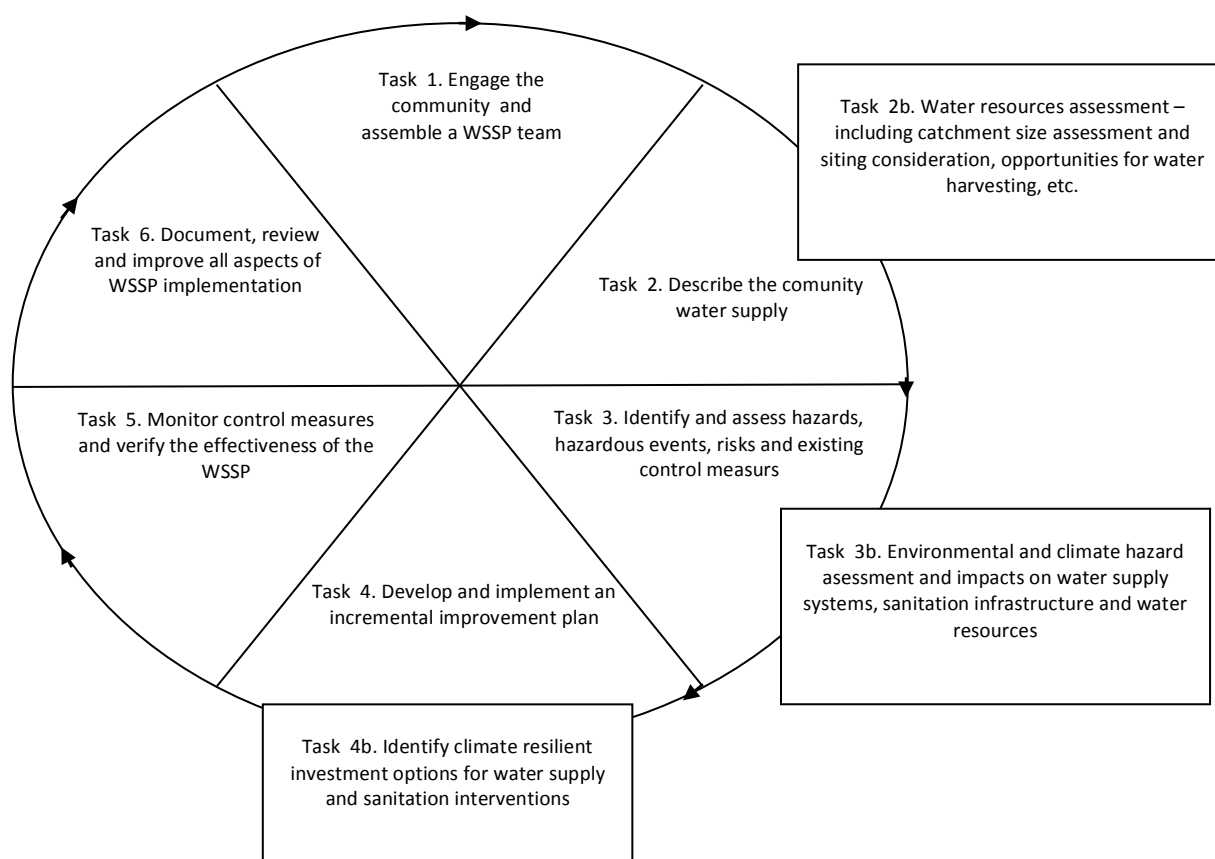 Task 1. Engage the
community and
assemble a WSSP team
Task 2b. Water resources assessment –
including catchment size assessment and
siting consideration, opportunities for water
harvesting, etc.
Task 2. Describe the comunity
water supply
Task 3. Identify and assess hazards,
hazardous events, risks and existing
control measurs
Task 3b. Environmental and climate hazard
asessment and impacts on water supply
systems, sanitation infrastructure and water
resources
Task 4. Develop and implement an
incremental improvement plan
Task 4b. Identify climate resilient
investment options for water supply
and sanitation interventions
Task 5. Monitor control measures
and verify the effectiveness of the
WSSP
Task 6. Document, review
and improve all aspects of
WSSP implementation